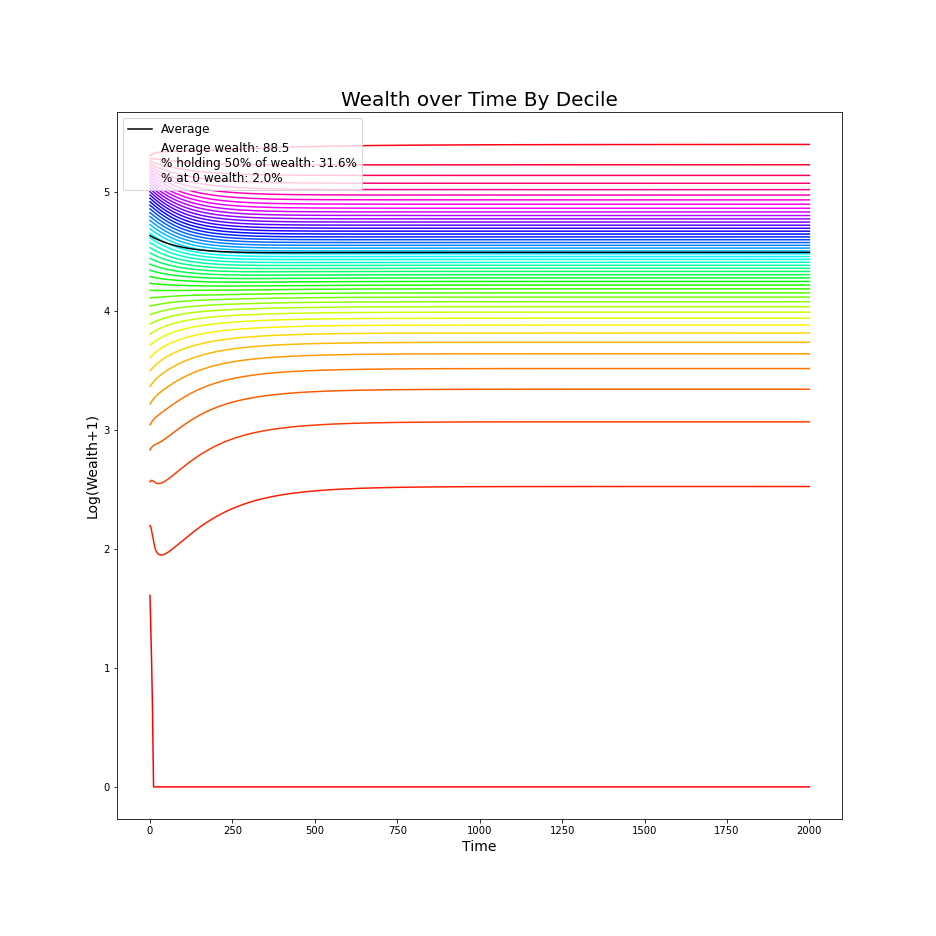 Wealth over Time By Decile
Average
Average wealth: 88.5
% holding 50% of wealth: 31.6%
% at 0 wealth: 2.0%
Log(Wealth+1)
5
4
3
2
1
0
0 250 500 750 1000 1250 1500 1750 2000
Time